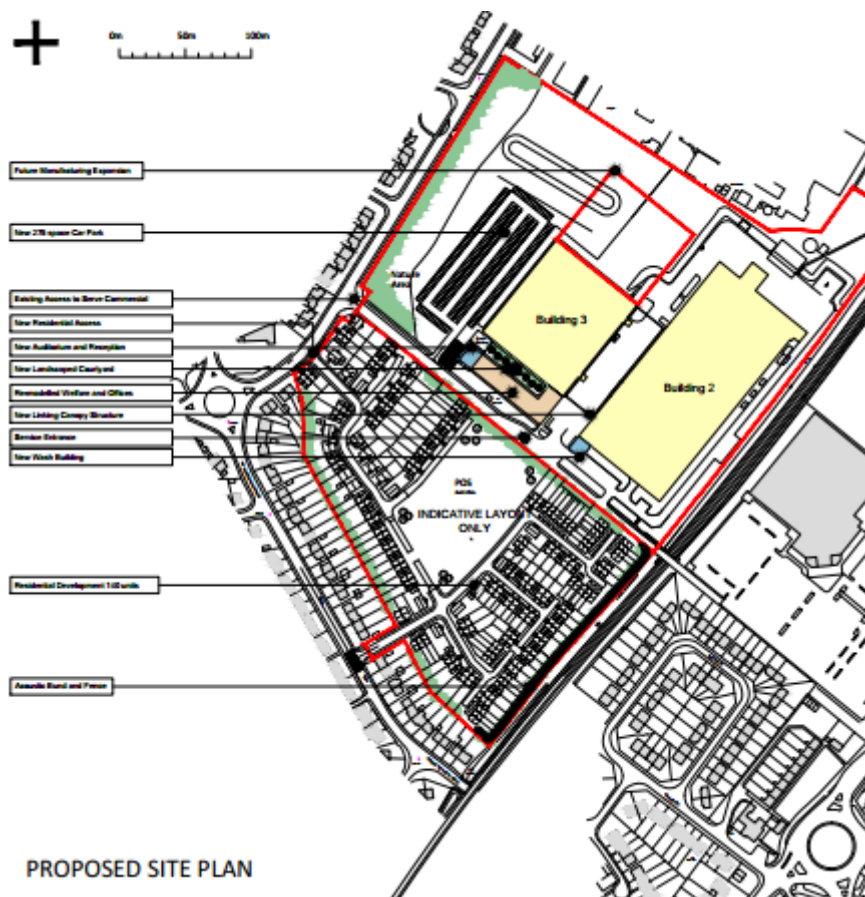 0m 50m 100m
Future Manufacturing Expansion
New 275 space Car Park
Existing Access to Serve Commercial
New Residential Access
New Auditorium and Reception
New Landscaped Courtyard
Remodelled Welfare and Offices
New Linking Canopy Structure
Service Entrance
New Wash Building
Residential Development 140 units
Acoustic Bund and Fence
Nature
Area
Building 3
Building 2
POS
INDICATIVE LAYOUT
ONLY
PROPOSED SITE PLAN